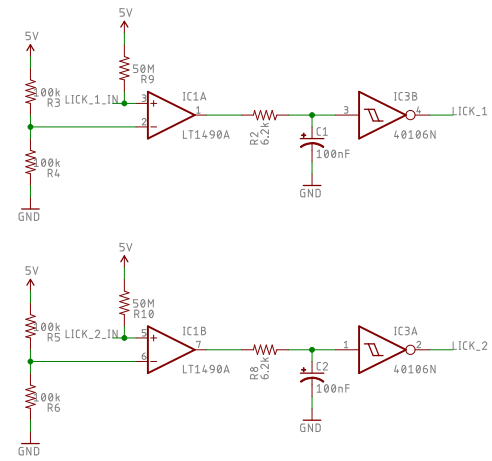 5V
5V
50M
R9
100k
R3
LICK_1_IN
3
2
IC1A
1
LT1490A
R2
6.2k
C1
100nF
GND
3
IC3B
4
40106N
LICK_1
100k
R4
GND
5V
5V
50M
R10
100k
R5
LICK_2_IN
5
6
IC1B
7
LT1490A
R8
6.2k
C2
100nF
GND
1
IC3A
2
40106N
LICK_2
100k
R6
GND